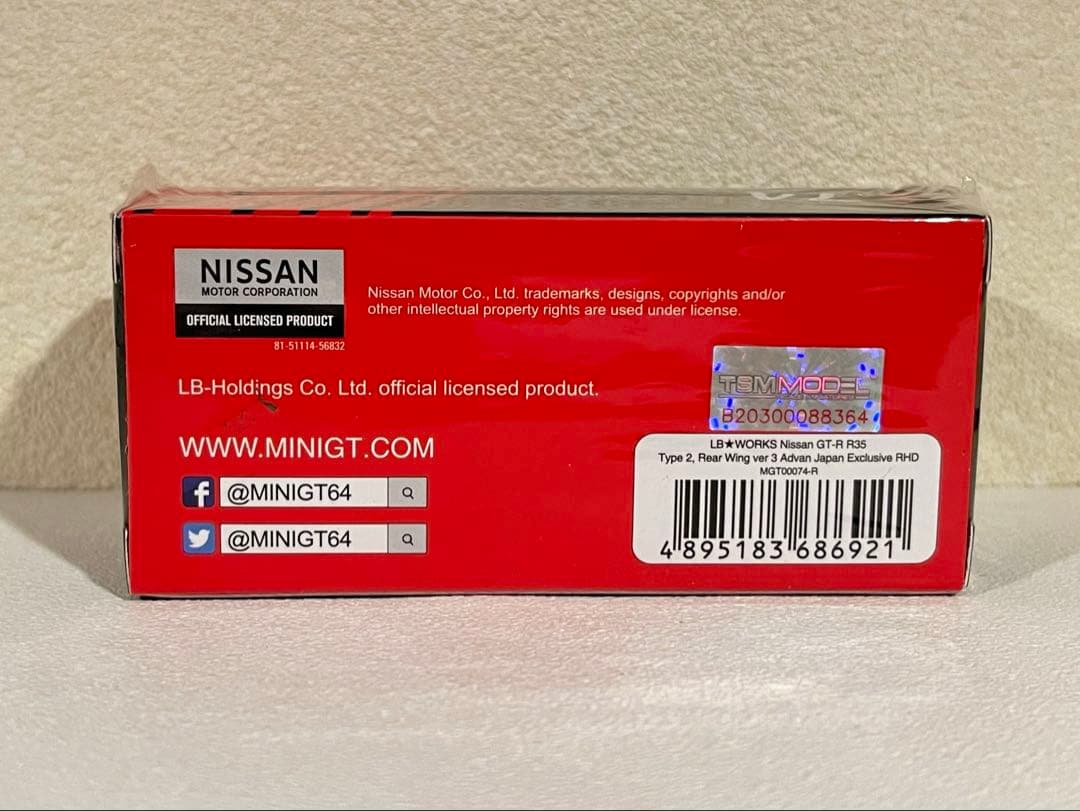 NISSAN
MOTOR CORPORATION
OFFICIAL LICENSED PRODUCT
81-51114-56832
Nissan Motor Co., Ltd. trademarks, designs, copyrights and/or
other intellectual property rights are used under license.
LB-Holdings Co. Ltd. official licensed product.
WWW.MINIGT.COM
@MINIGT64
@MINIGT64
TSMMODEL
B20300088364
LB★WORKS Nissan GT-R R35
Type 2, Rear Wing ver 3 Advan Japan Exclusive RHD
MGT00074-R
4 895183 686921